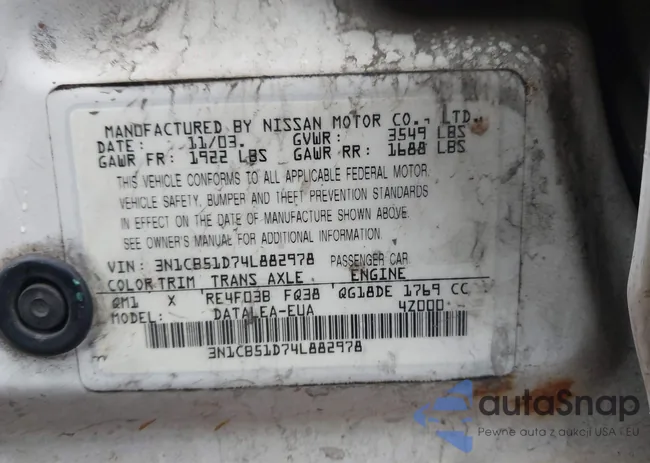 MANUFACTURED BY NISSAN MOTOR CO., LTD.
DATE: 11/03. GVWR: 3549 LBS
GAWR FR: 1922 LBS GAWR RR: 1688 LBS
THIS VEHICLE CONFORMS TO ALL APPLICABLE FEDERAL MOTOR
VEHICLE SAFETY, BUMPER AND THEFT PREVENTION STANDARDS
IN EFFECT ON THE DATE OF MANUFACTURE SHOWN ABOVE.
SEE OWNER'S MANUAL FOR ADDITIONAL INFORMATION.
VIN: 3N1CB51D74L882978 PASSENGER CAR
COLOR TRIM TRANS AXLE ENGINE
QM1 X RE4F03B FQ38 QG18DE 1769 CC
MODEL: DATALEA-EUA 4Z000
3N1CB51D74L882978
autaSnap
Pewne auta z aukcji USA i EU